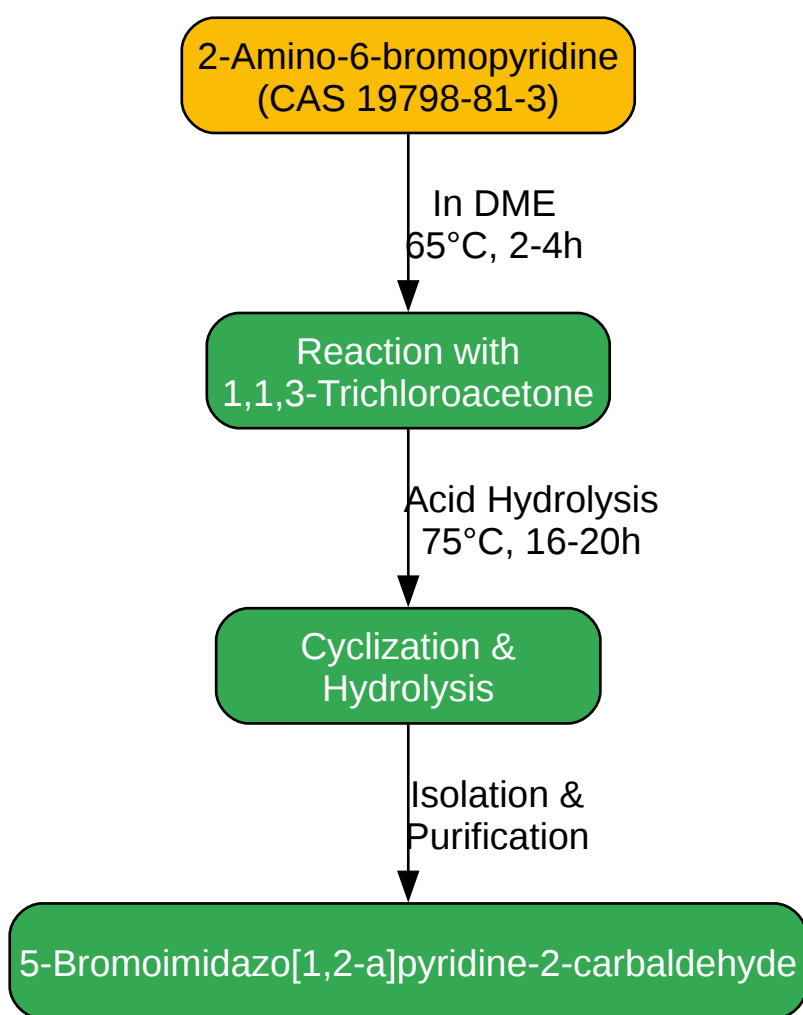 2-Amino-6-bromopyridine
(CAS 19798-81-3)
In DME
65°C, 2-4h
Reaction with
1,1,3-Trichloroacetone
Acid Hydrolysis
75°C, 16-20h
Cyclization &
Hydrolysis
Isolation &
Purification
5-Bromoimidazo[1,2-a]pyridine-2-carbaldehyde